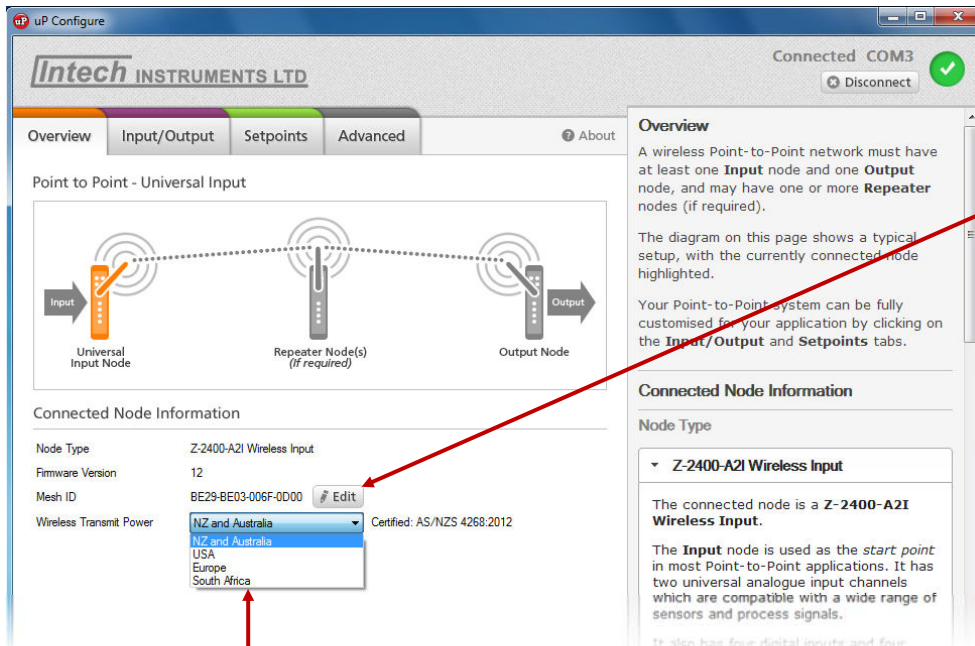 uP uP Configure
Intech INSTRUMENTS LTD
Connected COM3
Disconnect
Overview
Input/Output
Setpoints
Advanced
About
Point to Point - Universal Input
Input
Output
Universal
Input Node
Repeater Node(s)
(If required)
Output Node
Connected Node Information
Node Type Z-2400-A2I Wireless Input
Firmware Version 12
Mesh ID BE29-BE03-006F-0D00 Edit
Wireless Transmit Power NZ and Australia Certified: AS/NZS 4268:2012
NZ and Australia
USA
Europe
South Africa
Overview
A wireless Point-to-Point network must have
at least one Input node and one Output
node, and may have one or more Repeater
nodes (if required).
The diagram on this page shows a typical
setup, with the currently connected node
highlighted.
Your Point-to-Point system can be fully
customised for your application by clicking on
the Input/Output and Setpoints tabs.
Connected Node Information
Node Type
Z-2400-A2I Wireless Input
The connected node is a Z-2400-A2I
Wireless Input.
The Input node is used as the start point
in most Point-to-Point applications. It has
two universal analogue input channels
which are compatible with a wide range of
sensors and process signals.
It also has four digital inputs and four